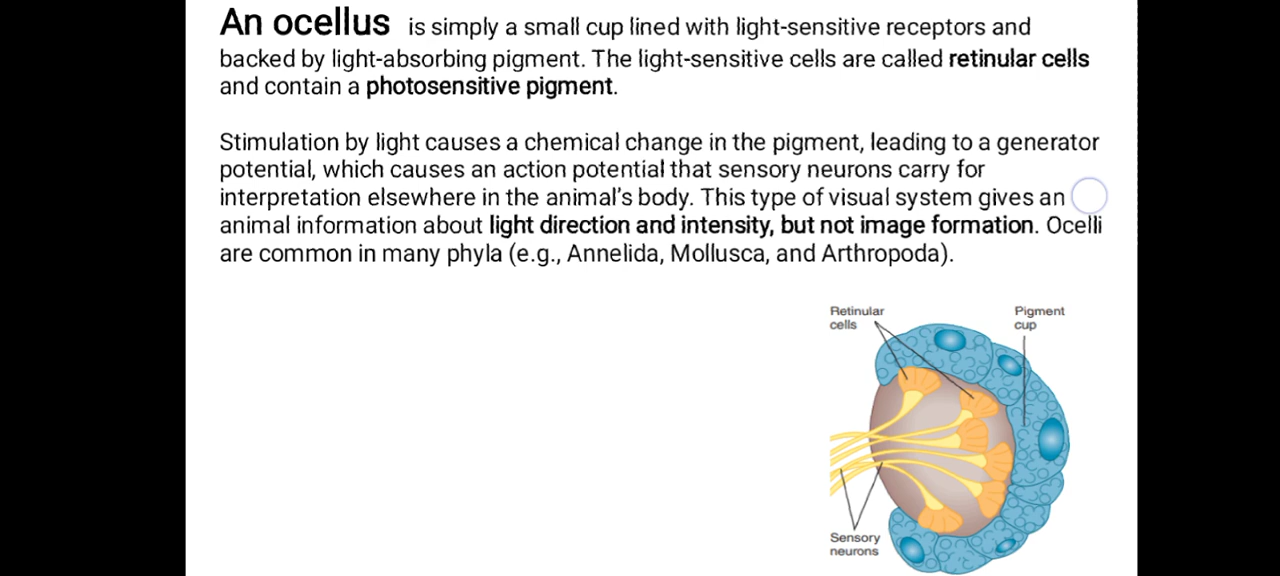 An ocellus is simply a small cup lined with light-sensitive receptors and
backed by light-absorbing pigment. The light-sensitive cells are called retinular cells
and contain a photosensitive pigment.
Stimulation by light causes a chemical change in the pigment, leading to a generator
potential, which causes an action potential that sensory neurons carry for
interpretation elsewhere in the animal's body. This type of visual system gives an
animal information about light direction and intensity, but not image formation. Ocelli
are common in many phyla (e.g., Annelida, Mollusca, and Arthropoda).
Retinular
cells
Pigment
cup
Sensory
neurons